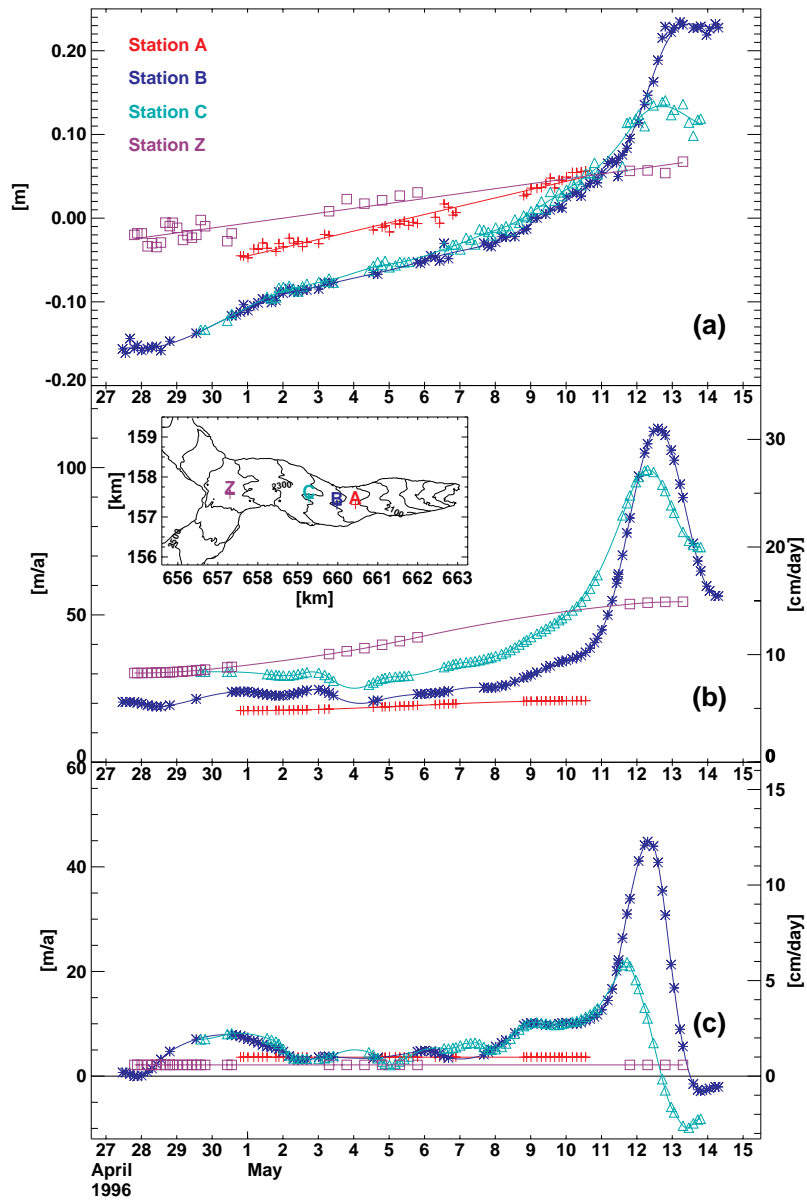 Station A
Station B
Station C
Station Z
0.20
0.10
0.00
-0.10
-0.20
[m]
(a)
27 28 29 30 1 2 3 4 5 6 7 8 9 10 11 12 13 14 15
100
50
0
[m/a]
30
20
10
0
[cm/day]
159
158
157
156
[km]
656 657 658 659 660 661 662 663
[km]
Z
C
B
A
2300
2100
2500
(b)
27 28 29 30 1 2 3 4 5 6 7 8 9 10 11 12 13 14 15
60
40
20
0
[m/a]
15
10
5
0
[cm/day]
(c)
27 28 29 30 1 2 3 4 5 6 7 8 9 10 11 12 13 14 15
April May
1996